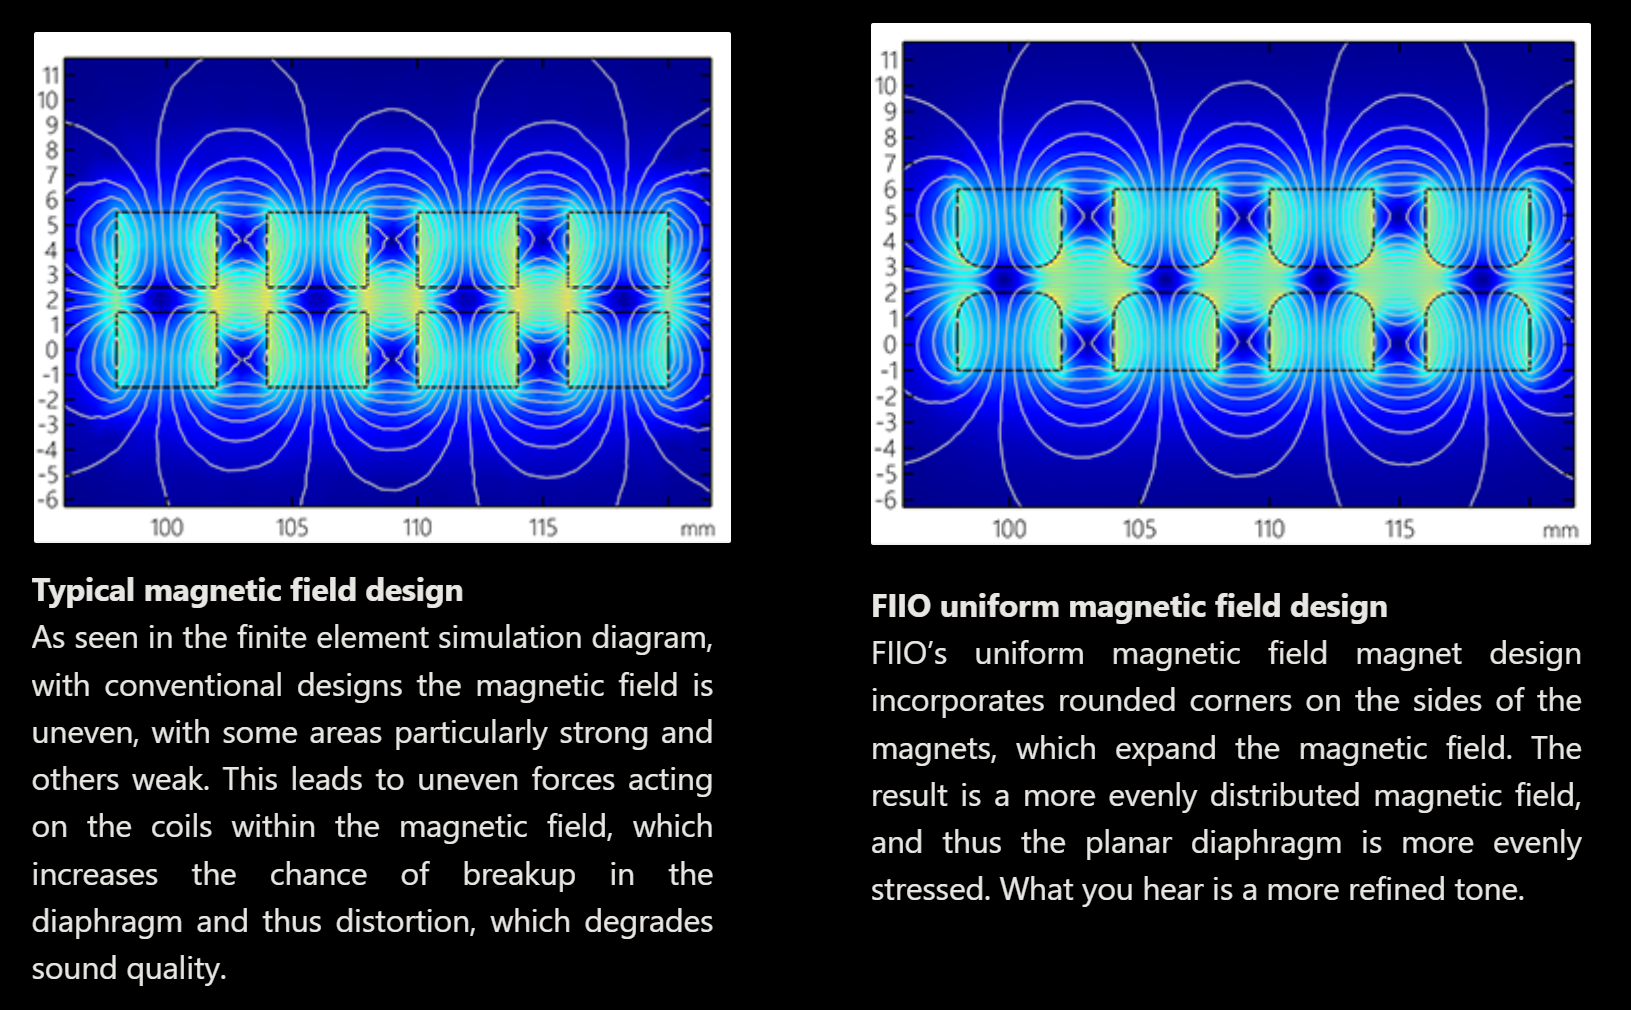 11
10
9
8
7
6
5
4
3
2
1
0
-1
-2
-3
-4
-5
-6
100 105 110 115 mm
Typical magnetic field design
As seen in the finite element simulation diagram,
with conventional designs the magnetic field is
uneven, with some areas particularly strong and
others weak. This leads to uneven forces acting
on the coils within the magnetic field, which
increases the chance of breakup in the
diaphragm and thus distortion, which degrades
sound quality.
11
10
9
8
7
6
5
4
3
2
1
0
-1
-2
-3
-4
-5
-6
100 105 110 115 mm
FIIO uniform magnetic field design
FIIO’s uniform magnetic field magnet design
incorporates rounded corners on the sides of the
magnets, which expand the magnetic field. The
result is a more evenly distributed magnetic field,
and thus the planar diaphragm is more evenly
stressed. What you hear is a more refined tone.